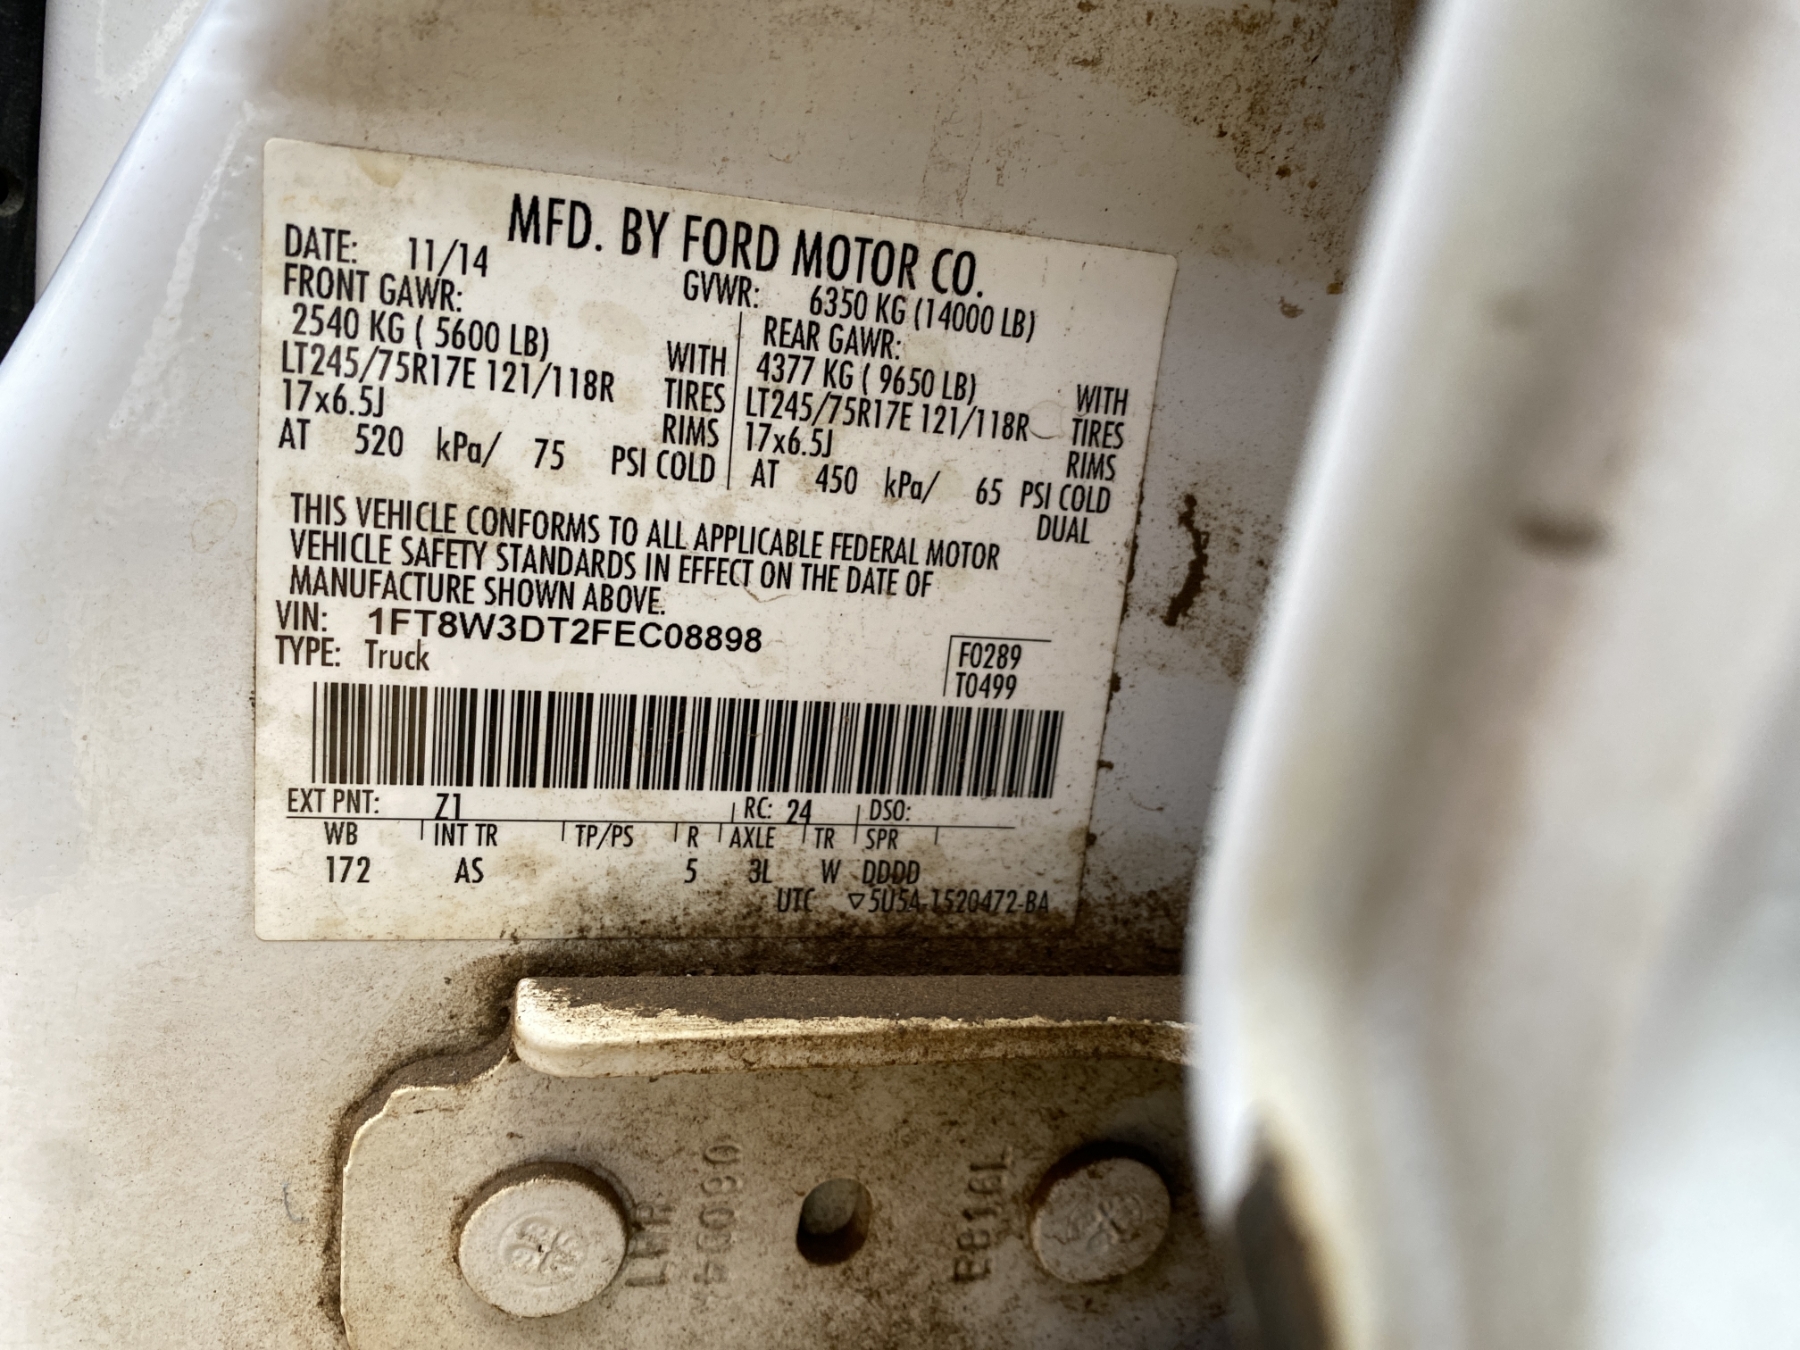 MFD. BY FORD MOTOR CO.
DATE: 11/14
GVWR: 6350 KG (14000 LB)
FRONT GAWR:
2540 KG ( 5600 LB) WITH
LT245/75R17E 121/118R TIRES
17x6.5J RIMS
AT 520 kPa/ 75 PSI COLD
REAR GAWR:
4377 KG ( 9650 LB) WITH
LT245/75R17E 121/118R TIRES
17x6.5J RIMS
AT 450 kPa/ 65 PSI COLD
DUAL
THIS VEHICLE CONFORMS TO ALL APPLICABLE FEDERAL MOTOR
VEHICLE SAFETY STANDARDS IN EFFECT ON THE DATE OF
MANUFACTURE SHOWN ABOVE.
VIN: 1FT8W3DT2FEC08898
TYPE: Truck
F0289
T0499
EXT PNT: Z1 RC: 24 DSO:
WB INT TR TP/PS R AXLE TR SPR
172 AS 5 3L W DDDD
UTC ▽5U5A-1520472-BA